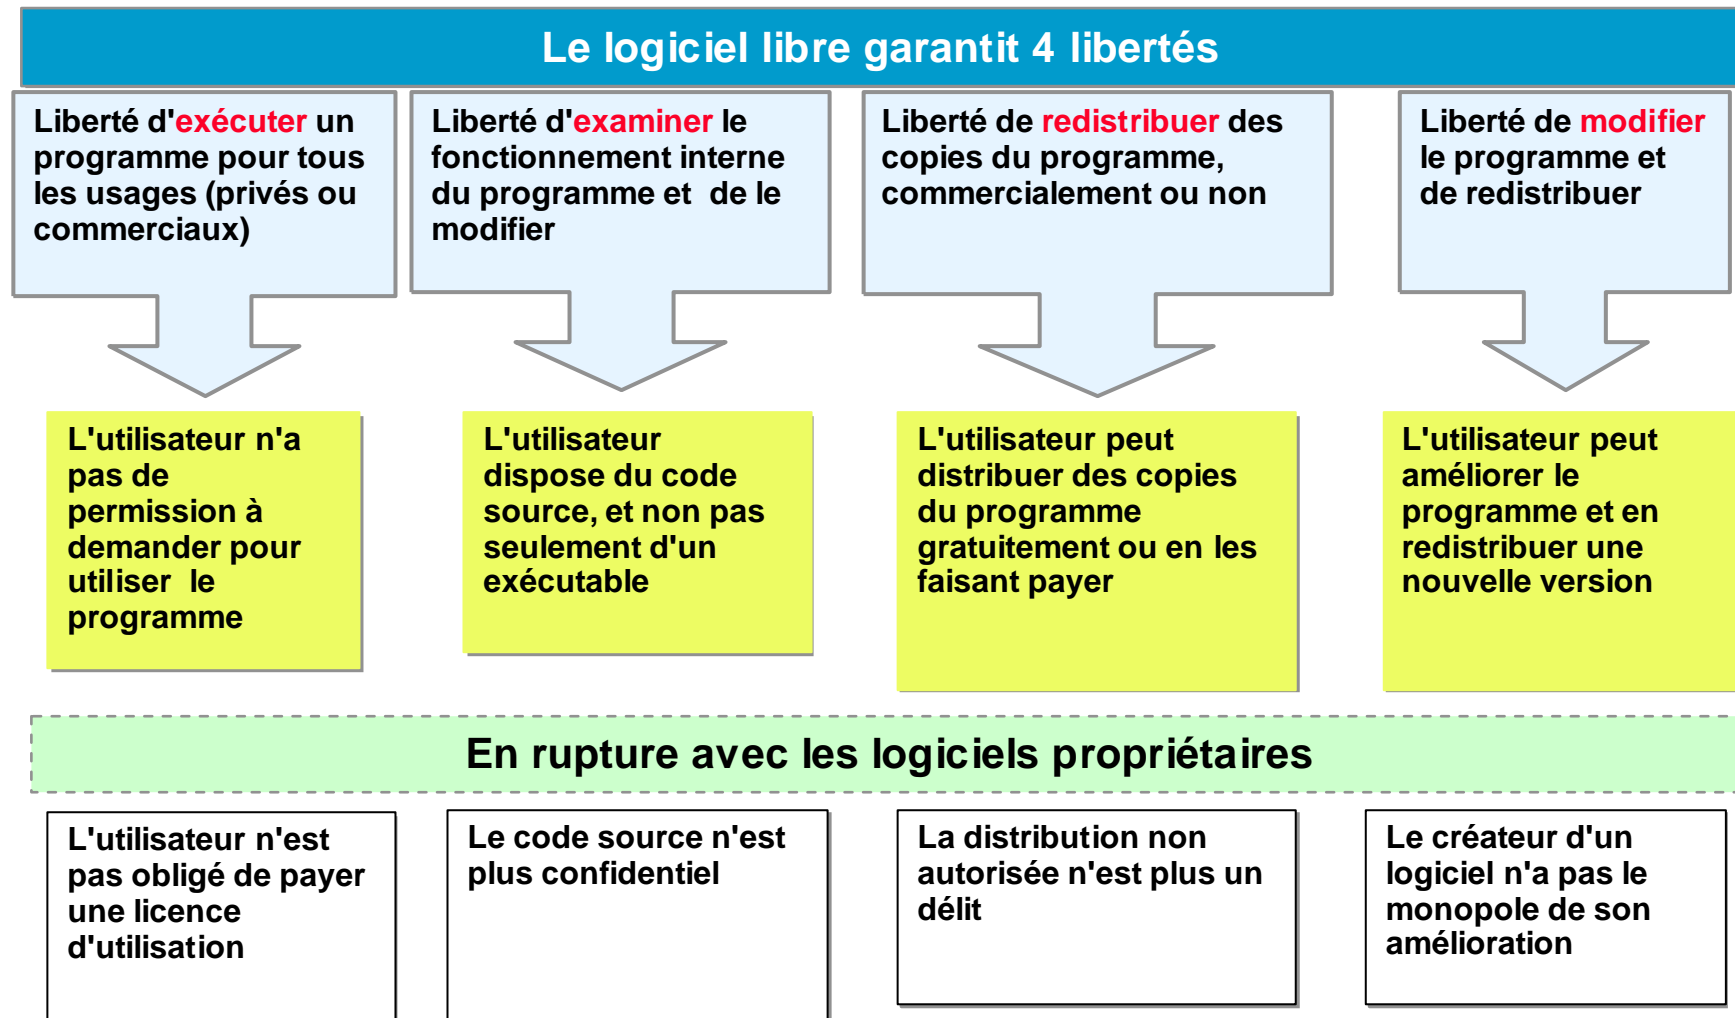 Le logiciel libre garantit 4 libertés
Liberté d'exécuter un
programme pour tous
les usages (privés ou
commerciaux)
Liberté d'examiner le
fonctionnement interne
du programme et de le
modifier
Liberté de redistribuer des
copies du programme,
commercialement ou non
Liberté de modifier
le programme et
de redistribuer
L'utilisateur n'a
pas de
permission à
demander pour
utiliser le
programme
L'utilisateur
dispose du code
source, et non pas
seulement d'un
exécutable
L'utilisateur peut
distribuer des copies
du programme
gratuitement ou en les
faisant payer
L'utilisateur peut
améliorer le
programme et en
redistribuer une
nouvelle version
En rupture avec les logiciels propriétaires
L'utilisateur n'est
pas obligé de payer
une licence
d'utilisation
Le code source n'est
plus confidentiel
La distribution non
autorisée n'est plus un
délit
Le créateur d'un
logiciel n'a pas le
monopole de son
amélioration